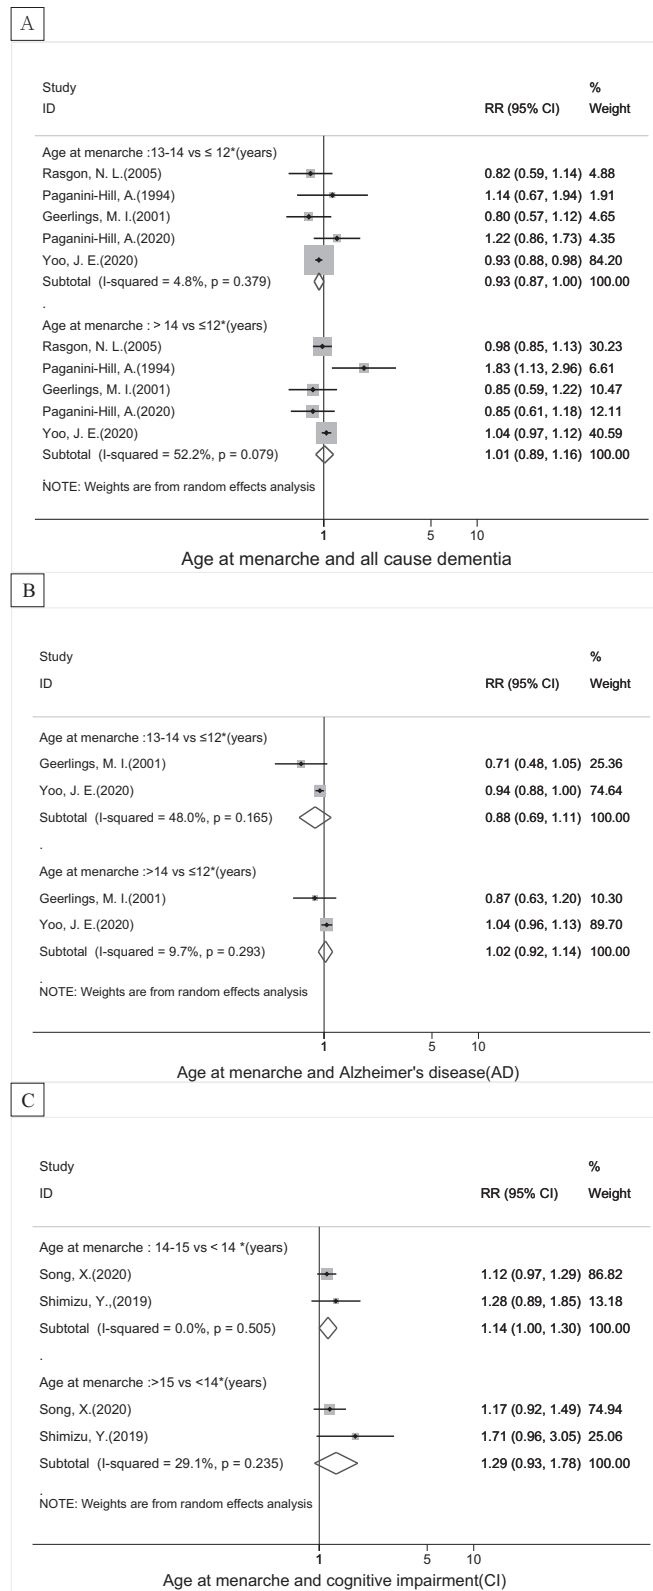 A
Study %
ID RR (95% CI) Weight
Age at menarche :13-14 vs ≤ 12*(years)
Rasgon, N. L.(2005) 0.82 (0.59, 1.14) 4.88
Paganini-Hill, A.(1994) 1.14 (0.67, 1.94) 1.91
Geerlings, M. I.(2001) 0.80 (0.57, 1.12) 4.65
Paganini-Hill, A.(2020) 1.22 (0.86, 1.73) 4.35
Yoo, J. E.(2020) 0.93 (0.88, 0.98) 84.20
Subtotal (I-squared = 4.8%, p = 0.379) 0.93 (0.87, 1.00) 100.00
.
Age at menarche : > 14 vs ≤12*(years)
Rasgon, N. L.(2005) 0.98 (0.85, 1.13) 30.23
Paganini-Hill, A.(1994) 1.83 (1.13, 2.96) 6.61
Geerlings, M. I.(2001) 0.85 (0.59, 1.22) 10.47
Paganini-Hill, A.(2020) 0.85 (0.61, 1.18) 12.11
Yoo, J. E.(2020) 1.04 (0.97, 1.12) 40.59
Subtotal (I-squared = 52.2%, p = 0.079) 1.01 (0.89, 1.16) 100.00
.
NOTE: Weights are from random effects analysis
1 5 10
Age at menarche and all cause dementia
B
Study %
ID RR (95% CI) Weight
Age at menarche :13-14 vs ≤12*(years)
Geerlings, M. I.(2001) 0.71 (0.48, 1.05) 25.36
Yoo, J. E.(2020) 0.94 (0.88, 1.00) 74.64
Subtotal (I-squared = 48.0%, p = 0.165) 0.88 (0.69, 1.11) 100.00
.
Age at menarche :>14 vs ≤12*(years)
Geerlings, M. I.(2001) 0.87 (0.63, 1.20) 10.30
Yoo, J. E.(2020) 1.04 (0.96, 1.13) 89.70
Subtotal (I-squared = 9.7%, p = 0.293) 1.02 (0.92, 1.14) 100.00
.
NOTE: Weights are from random effects analysis
1 5 10
Age at menarche and Alzheimer's disease(AD)
C
Study %
ID RR (95% CI) Weight
Age at menarche : 14-15 vs < 14 *(years)
Song, X.(2020) 1.12 (0.97, 1.29) 86.82
Shimizu, Y.,(2019) 1.28 (0.89, 1.85) 13.18
Subtotal (I-squared = 0.0%, p = 0.505) 1.14 (1.00, 1.30) 100.00
.
Age at menarche :>15 vs <14*(years)
Song, X.(2020) 1.17 (0.92, 1.49) 74.94
Shimizu, Y.(2019) 1.71 (0.96, 3.05) 25.06
Subtotal (I-squared = 29.1%, p = 0.235) 1.29 (0.93, 1.78) 100.00
.
NOTE: Weights are from random effects analysis
1 5 10
Age at menarche and cognitive impairment(CI)